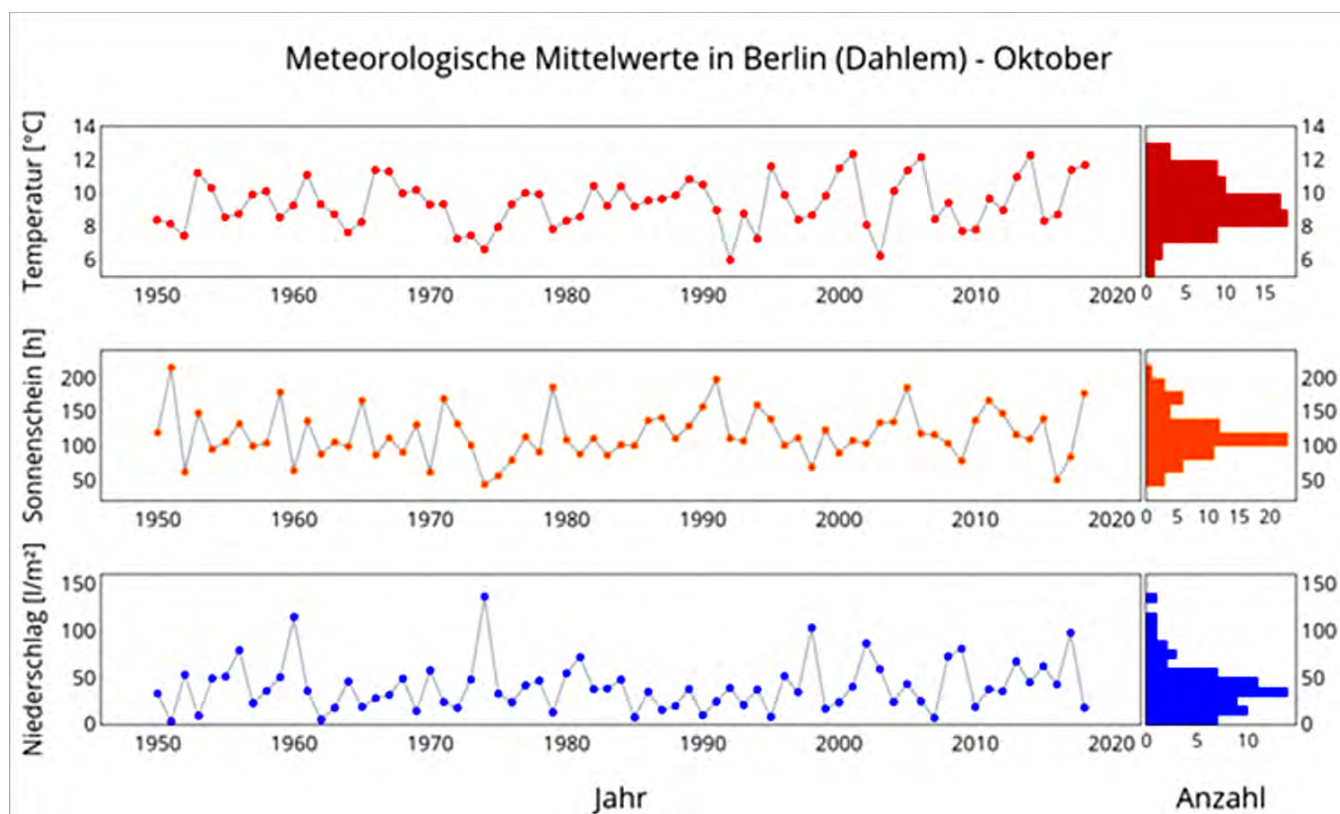 Meteorologische Mittelwerte in Berlin (Dahlem) - Oktober
Temperatur [°C]
14
12
10
8
6
1950 1960 1970 1980 1990 2000 2010 2020
14
12
10
8
6
0 5 10 15
Sonnenschein [h]
200
150
100
50
1950 1960 1970 1980 1990 2000 2010 2020
200
150
100
50
0 5 10 15 20
Niederschlag [l/m²]
150
100
50
0
1950 1960 1970 1980 1990 2000 2010 2020
150
100
50
0
0 5 10
Jahr
Anzahl